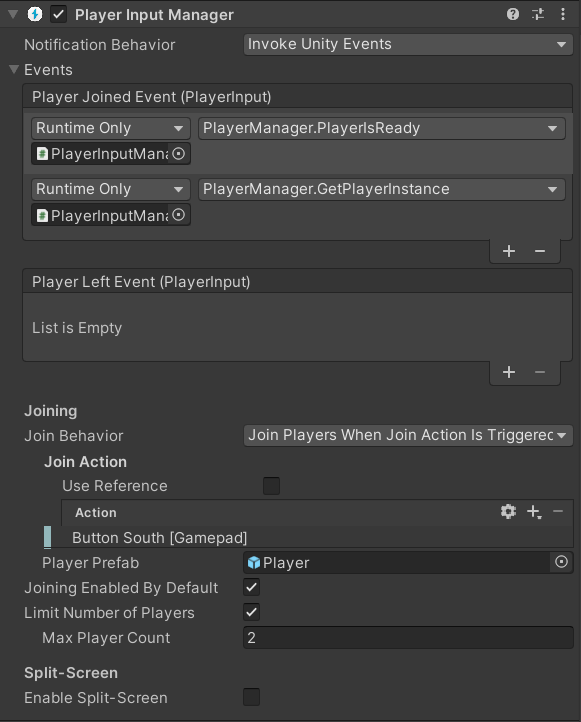 Player Input Manager
Notification Behavior Invoke Unity Events
Events
Player Joined Event (PlayerInput)
Runtime Only PlayerManager.PlayerIsReady
PlayerInputMana
Runtime Only PlayerManager.GetPlayerInstance
PlayerInputMana
Player Left Event (PlayerInput)
List is Empty
Joining
Join Behavior Join Players When Join Action Is Triggered
Join Action
Use Reference
Action
Button South [Gamepad]
Player Prefab Player
Joining Enabled By Default
Limit Number of Players
Max Player Count 2
Split-Screen
Enable Split-Screen